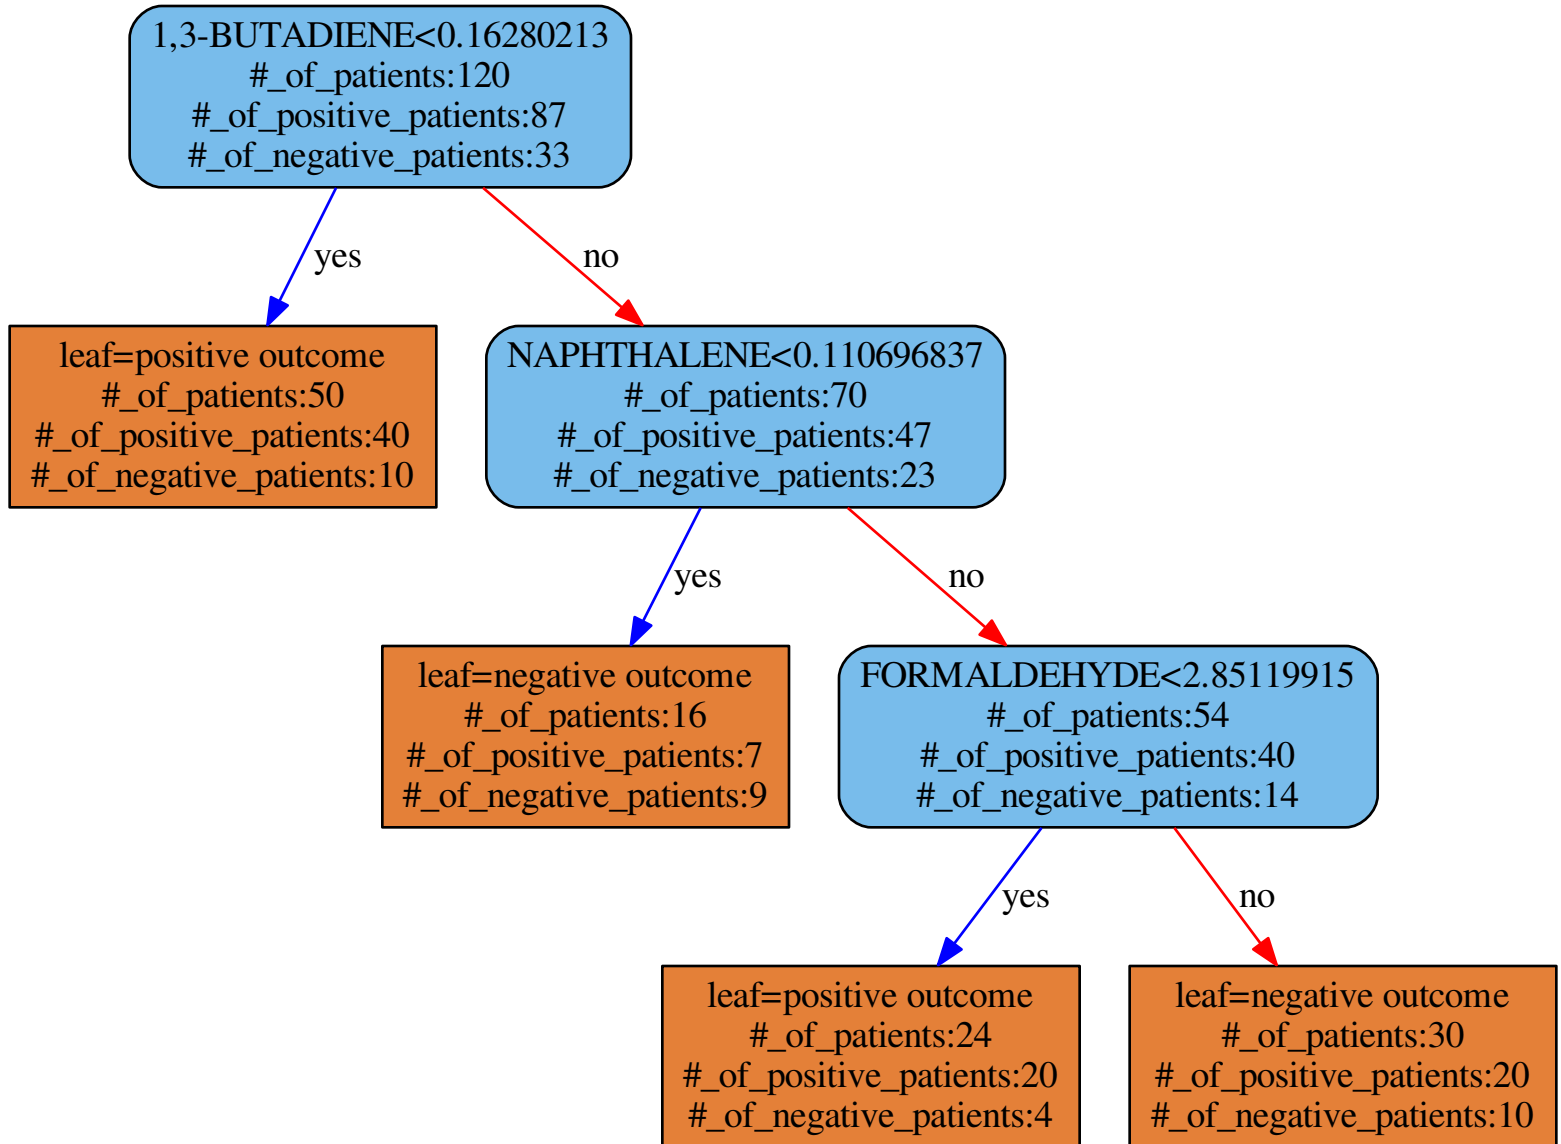 1,3-BUTADIENE<0.16280213
#_of_patients:120
#_of_positive_patients:87
#_of_negative_patients:33
yes
no
leaf=positive outcome
#_of_patients:50
#_of_positive_patients:40
#_of_negative_patients:10
NAPHTHALENE<0.110696837
#_of_patients:70
#_of_positive_patients:47
#_of_negative_patients:23
yes
no
leaf=negative outcome
#_of_patients:16
#_of_positive_patients:7
#_of_negative_patients:9
FORMALDEHYDE<2.85119915
#_of_patients:54
#_of_positive_patients:40
#_of_negative_patients:14
yes
no
leaf=positive outcome
#_of_patients:24
#_of_positive_patients:20
#_of_negative_patients:4
leaf=negative outcome
#_of_patients:30
#_of_positive_patients:20
#_of_negative_patients:10